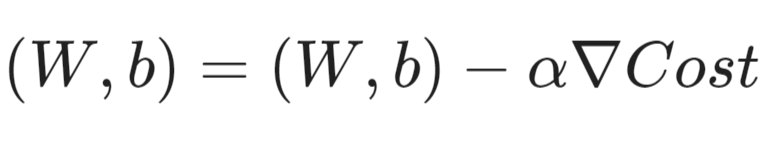 (W, b) = (W, b) − α∇Cost